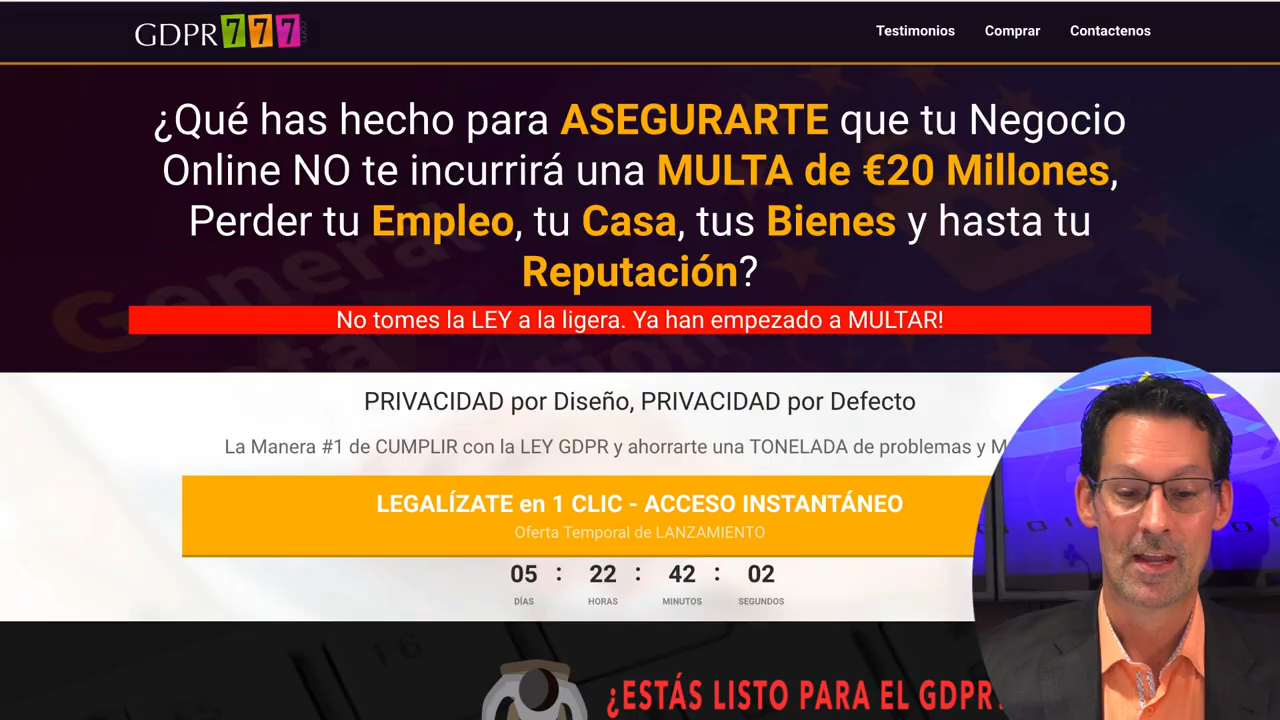 GDPR777
Testimonios
Comprar
Contactenos
¿Qué has hecho para ASEGURARTE que tu Negocio
Online NO te incurrirá una MULTA de €20 Millones,
Perder tu Empleo, tu Casa, tus Bienes y hasta tu
Reputación?
No tomes la LEY a la ligera. Ya han empezado a MULTAR!
PRIVACIDAD por Diseño, PRIVACIDAD por Defecto
La Manera #1 de CUMPLIR con la LEY GDPR y ahorrarte una TONELADA de problemas y
LEGALÍZATE en 1 CLIC - ACCESO INSTANTÁNEO
Oferta Temporal de LANZAMIENTO
05 : 22 : 42 : 02
DÍAS HORAS MINUTOS SEGUNDOS
F6
¿ESTÁS LISTO PARA EL GDPR?